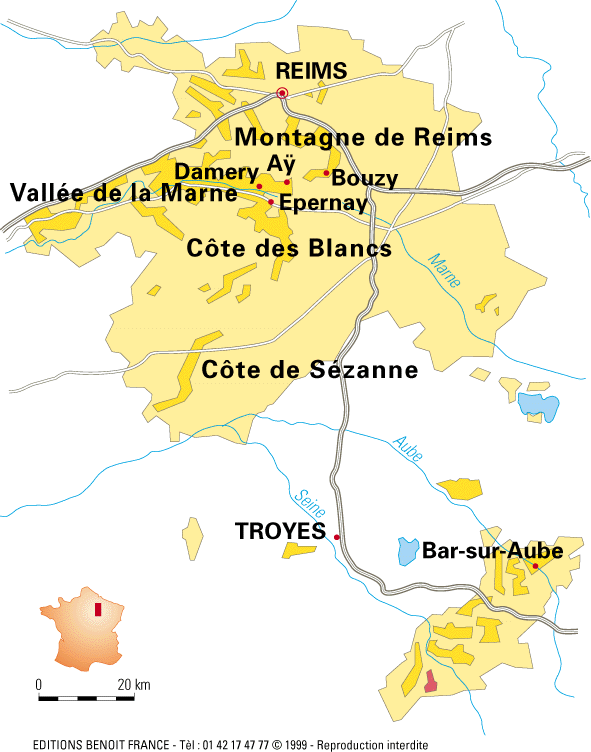 REIMS
Montagne de Reims
Aÿ
Damery
Bouzy
Vallée de la Marne
Epernay
Côte des Blancs
Marne
Côte de Sézanne
Aube
Seine
TROYES
Bar-sur-Aube
0 20 km
EDITIONS BENOIT FRANCE - Tèl : 01 42 17 47 77 © 1999 - Reproduction interdite